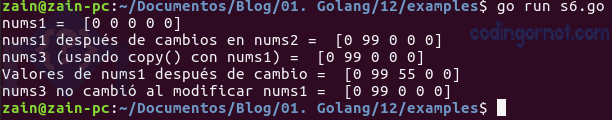 zain@zain-pc:~/Documentos/Blog/01. Golang/12/examples$ go run s6.go
nums1 =  [0 0 0 0 0]
codingornot.com
nums1 después de cambios en nums2 =  [0 99 0 0 0]
nums3 (usando copy() con nums1) =  [0 99 0 0 0]
Valores de nums1 después de cambio =  [0 99 55 0 0]
nums3 no cambió al modificar nums1 =  [0 99 0 0 0]
zain@zain-pc:~/Documentos/Blog/01. Golang/12/examples$